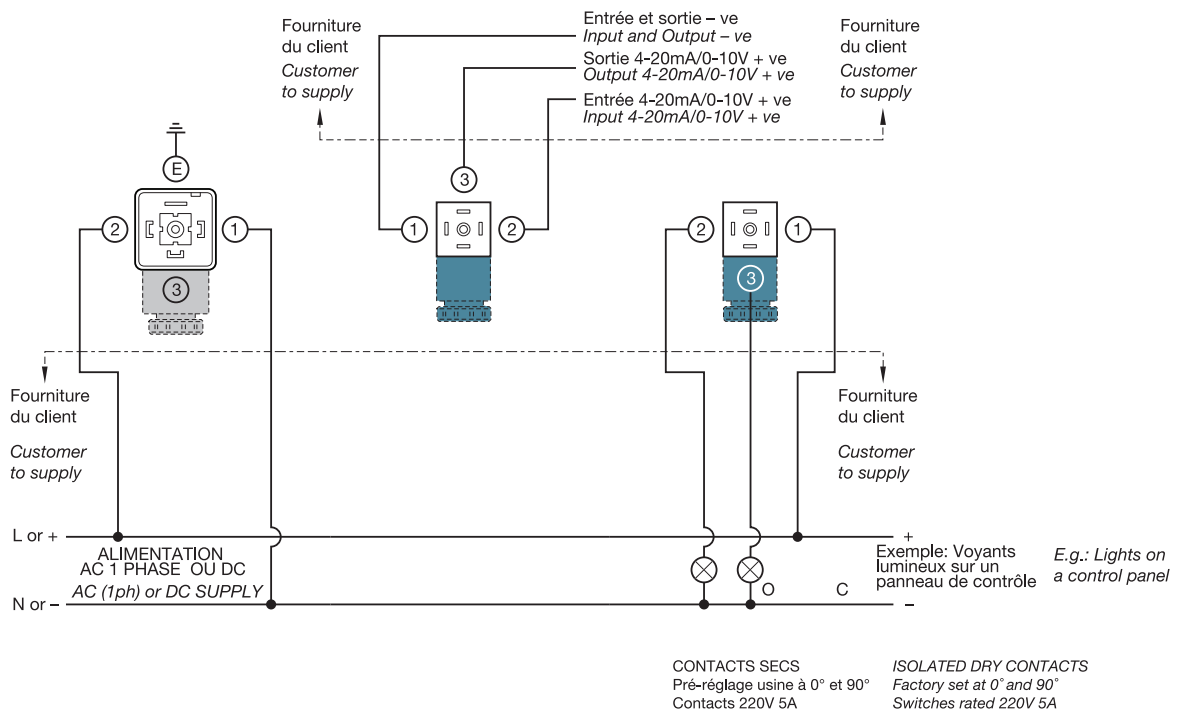 Fourniture
du client
Customer
to supply
Entrée et sortie – ve
Input and Output – ve
Sortie 4-20mA/0-10V + ve
Output 4-20mA/0-10V + ve
Entrée 4-20mA/0-10V + ve
Input 4-20mA/0-10V + ve
Fourniture
du client
Customer
to supply
E
2
1
3
3
1
2
2
1
3
Fourniture
du client
Customer
to supply
Fourniture
du client
Customer
to supply
L or +
ALIMENTATION
AC 1 PHASE OU DC
AC (1ph) or DC SUPPLY
N or –
+
Exemple: Voyants
lumineux sur un
panneau de contrôle
E.g.: Lights on
a control panel
O
C
–
CONTACTS SECS
Pré-réglage usine à 0° et 90°
Contacts 220V 5A
ISOLATED DRY CONTACTS
Factory set at 0° and 90°
Switches rated 220V 5A